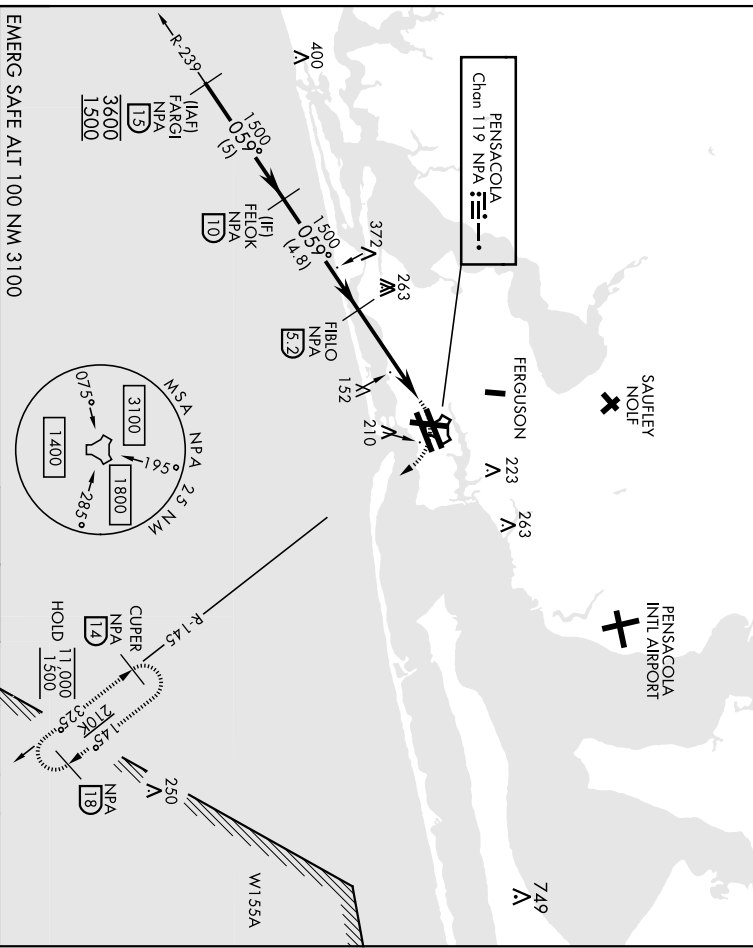 EMERG SAFE ALT 100 NM 3100
R-239
(IAF)
FARGI
NPA
15
3600
1500
1500
059°
(5)
(IF)
FELOK
NPA
10
1500
059°
(4.8)
FIBLO
NPA
5.2
400
372
263
152
210
PENSACOLA
Chan 119 NPA
FERGUSON
SAUFLEY
NOLF
223
263
PENSACOLA
INTL AIRPORT
749
MSA NPA 25 NM
075°
195°
285°
3100
1800
1400
R-145
CUPER
NPA
14
HOLD 11,000
1500
325°
210K
145°
NPA
18
250
W155A